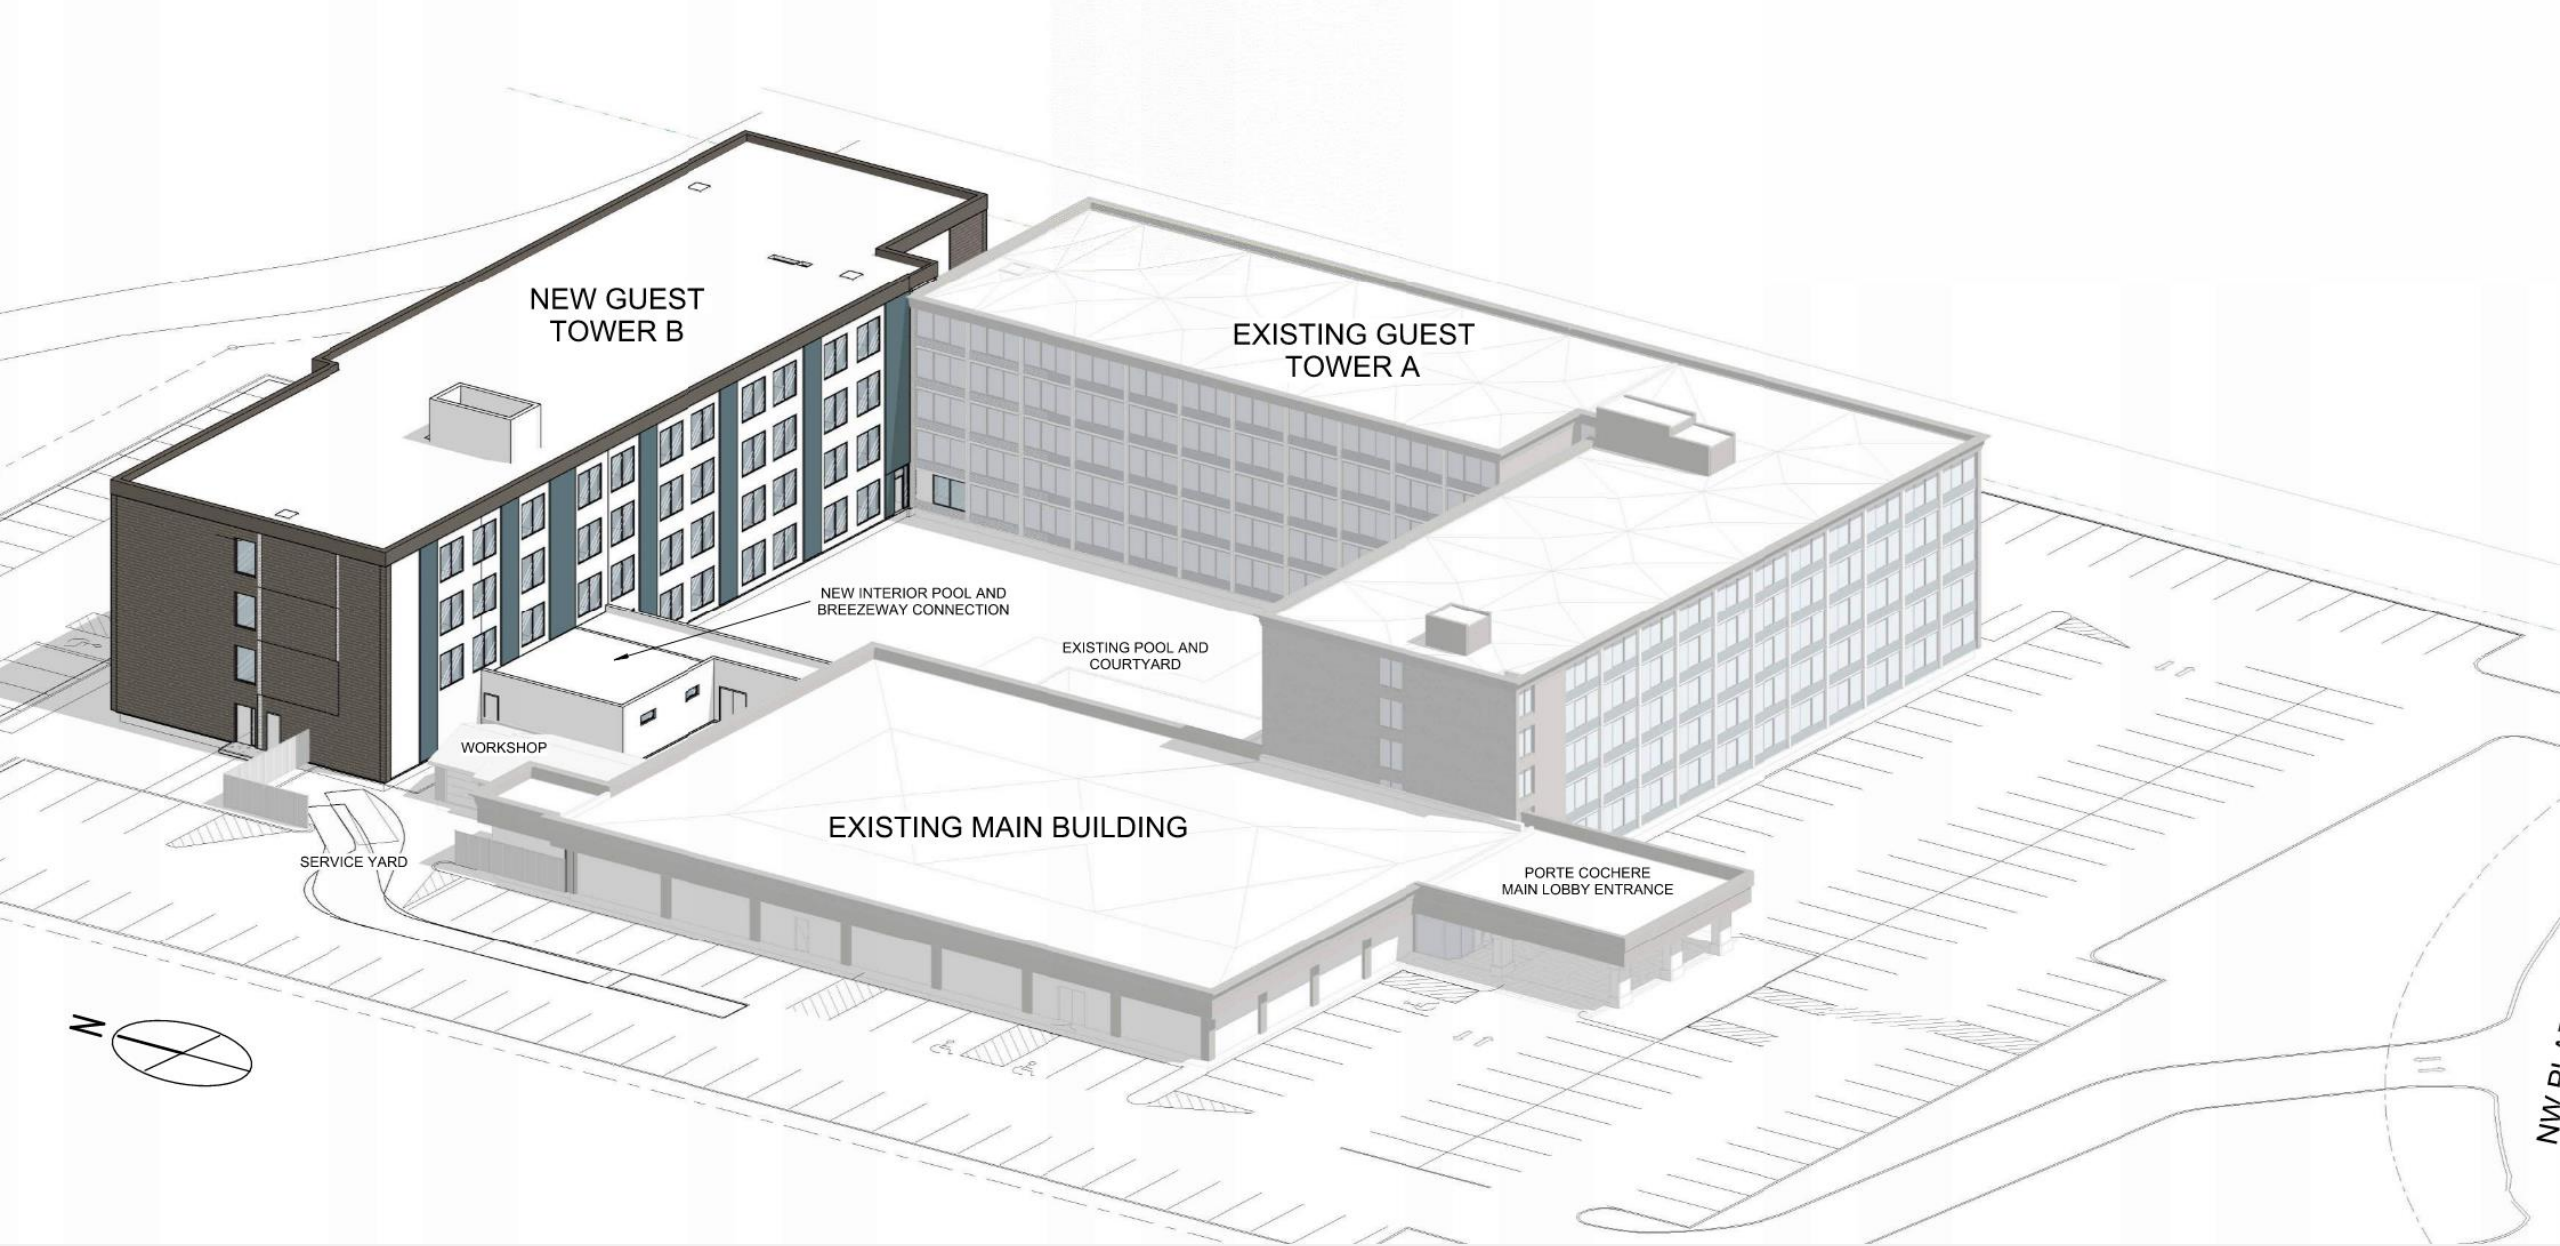 NEW GUEST
TOWER B
EXISTING GUEST
TOWER A
NEW INTERIOR POOL AND
BREEZEWAY CONNECTION
EXISTING POOL AND
COURTYARD
WORKSHOP
EXISTING MAIN BUILDING
SERVICE YARD
PORTE COCHERE
MAIN LOBBY ENTRANCE
N
NW